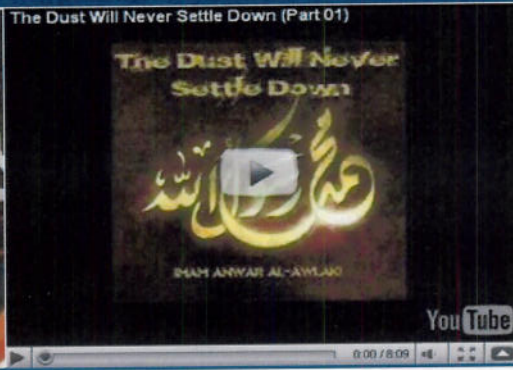 The Dust Will Never Settle Down (Part 01)
The Dust Will Never
Settle Down
محمد رسول الله
IMAM ANWAR AL-AWLAKI
YouTube
0:00 / 8:09